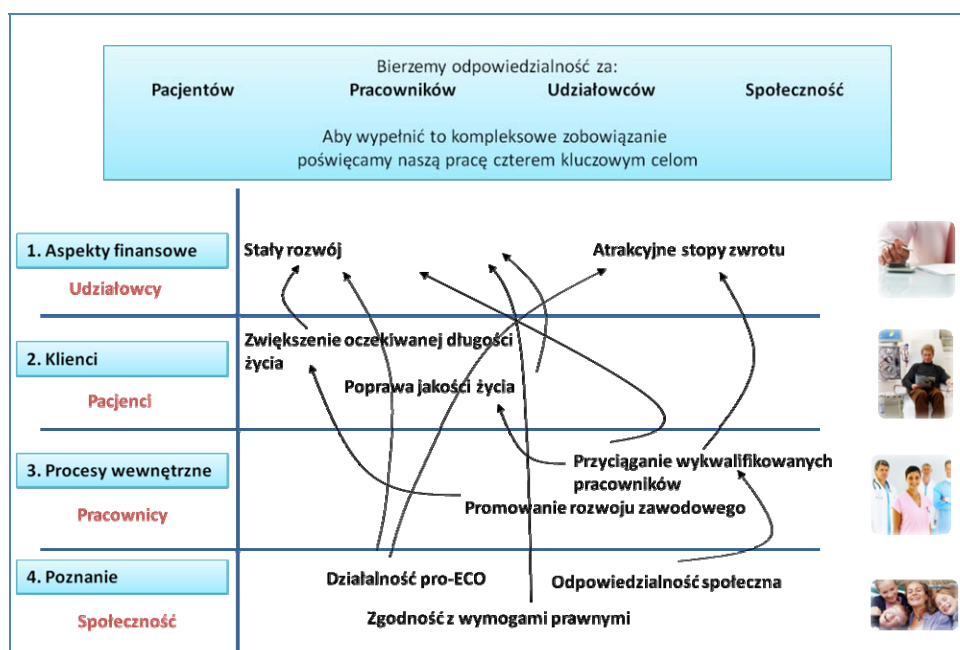 Bierzemy odpowiedzialność za:
Pacjentów Pracowników Udziałowców Społeczność
Aby wypełnić to kompleksowe zobowiązanie
poświęcamy naszą pracę czterem kluczowym celom
1. Aspekty finansowe
Udziałowcy
Stały rozwój
Atrakcyjne stopy zwrotu
2. Klienci
Pacjenci
Zwiększenie oczekiwanej długości
życia
Poprawa jakości życia
3. Procesy wewnętrzne
Pracownicy
Przyciąganie wykwalifikowanych
pracowników
Promowanie rozwoju zawodowego
4. Poznanie
Społeczność
Działalność pro-ECO
Odpowiedzialność społeczna
Zgodność z wymogami prawnymi